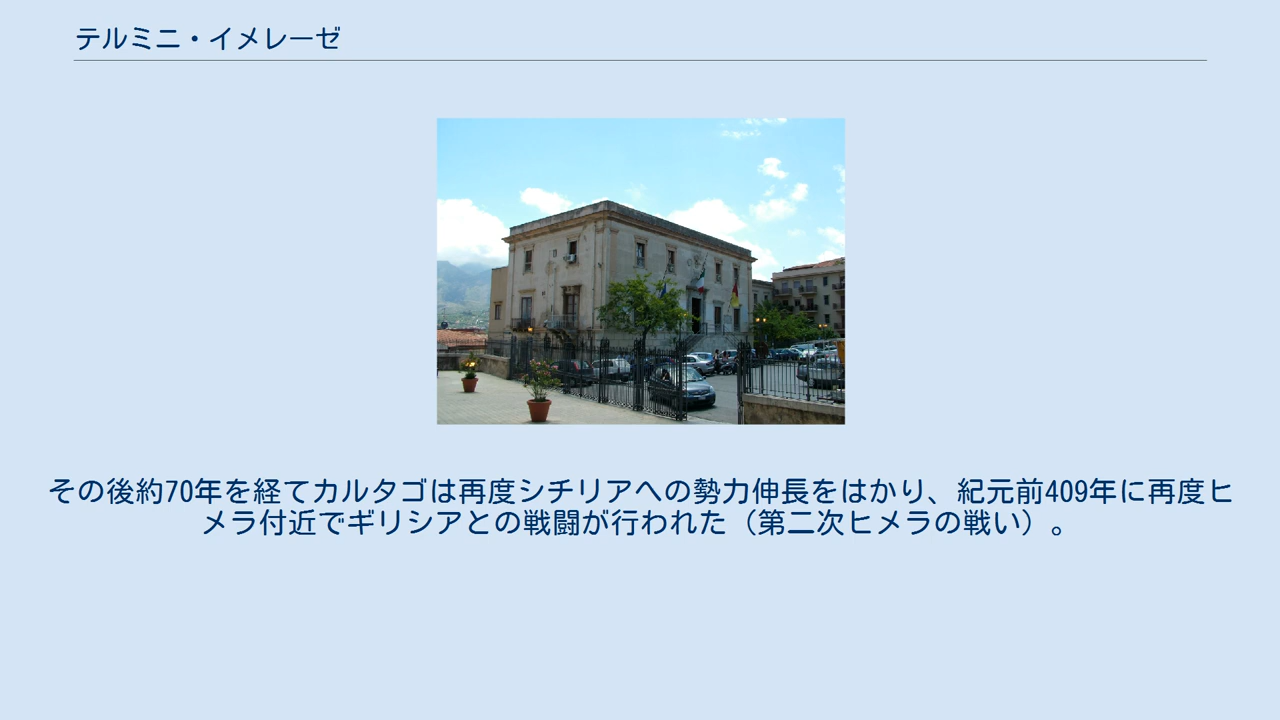 テルミニ・イメレーゼ
その後約70年を経てカルタゴは再度シチリアへの勢力伸長をはかり、紀元前409年に再度ヒ
メラ付近でギリシアとの戦闘が行われた（第二次ヒメラの戦い）。